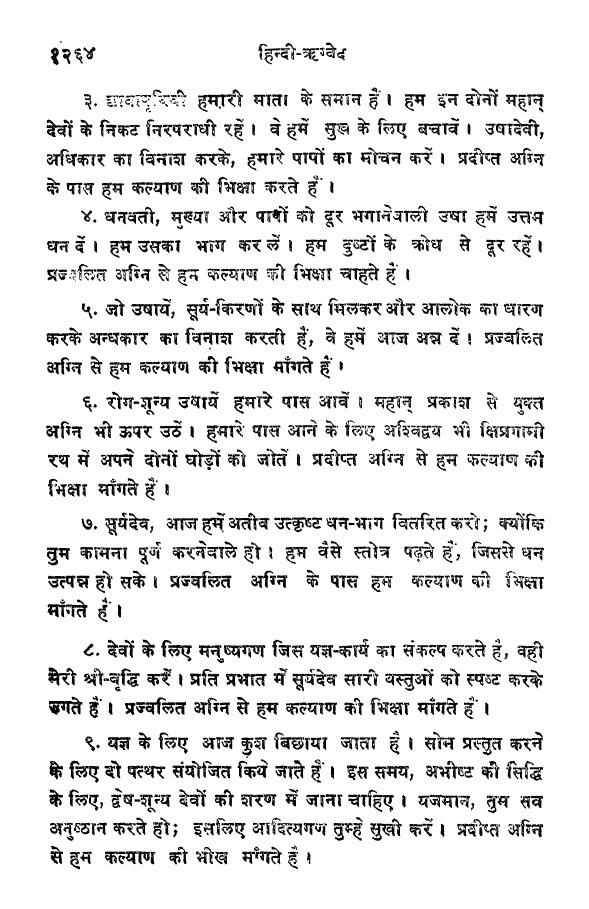 १२६४ हिन्दी-ऋग्वेद
३. द्यावापृथिवी हमारी माता के समान हैं। हम इन दोनों महान्
देवों के निकट निरपराधी रहें। वे हमें सुख के लिए बचावें। उषादेवी,
अधिकार का विनाश करके, हमारे पापों का मोचन करें। प्रदीप्त अग्नि
के पास हम कल्याण की भिक्षा करते हैं।
४. धनवती, मुख्या और पापों को दूर भगानेवाली उषा हमें उत्तम
धन दें। हम उसका भाग कर लें। हम दुष्टों के क्रोध से दूर रहें।
प्रज्वलित अग्नि से हम कल्याण की भिक्षा चाहते हैं।
५. जो उषायें, सूर्य-किरणों के साथ मिलकर और आलोक का धारण
करके अन्धकार का विनाश करती हैं, वे हमें आज अन्न दें। प्रज्वलित
अग्नि से हम कल्याण की भिक्षा माँगते हैं।
६. रोग-शून्य उषायें हमारे पास आवें। महान् प्रकाश से युक्त
अग्नि भी ऊपर उठें। हमारे पास आने के लिए अश्विद्वय भी क्षिप्रगामी
रथ में अपने दोनों घोड़ों को जोतें। प्रदीप्त अग्नि से हम कल्याण की
भिक्षा माँगते हैं।
७. सूर्यदेव, आज हमें अतीव उत्कृष्ट धन-भाग वितरित करो; क्योंकि
तुम कामना पूर्ण करनेवाले हो। हम वैसे स्तोत्र पढ़ते हैं, जिससे धन
उत्पन्न हो सके। प्रज्वलित अग्नि के पास हम कल्याण की भिक्षा
माँगते हैं।
८. देवों के लिए मनुष्यगण जिस यज्ञ-कार्य का संकल्प करते है, वही
मेरी श्री-वृद्धि करें। प्रति प्रभात में सूर्यदेव सारी वस्तुओं को स्पष्ट करके
उगते हैं। प्रज्वलित अग्नि से हम कल्याण की भिक्षा माँगते हैं।
९. यज्ञ के लिए आज कुश बिछाया जाता है। सोम प्रस्तुत करने
के लिए दो पत्थर संयोजित किये जाते हैं। इस समय, अभीष्ट की सिद्धि
के लिए, द्वेष-शून्य देवों की शरण में जाना चाहिए। यजमान, तुम सब
अनुष्ठान करते हो; इसलिए आदित्यगण तुम्हे सुखी करें। प्रदीप्त अग्नि
से हम कल्याण की भीख माँगते हैं।